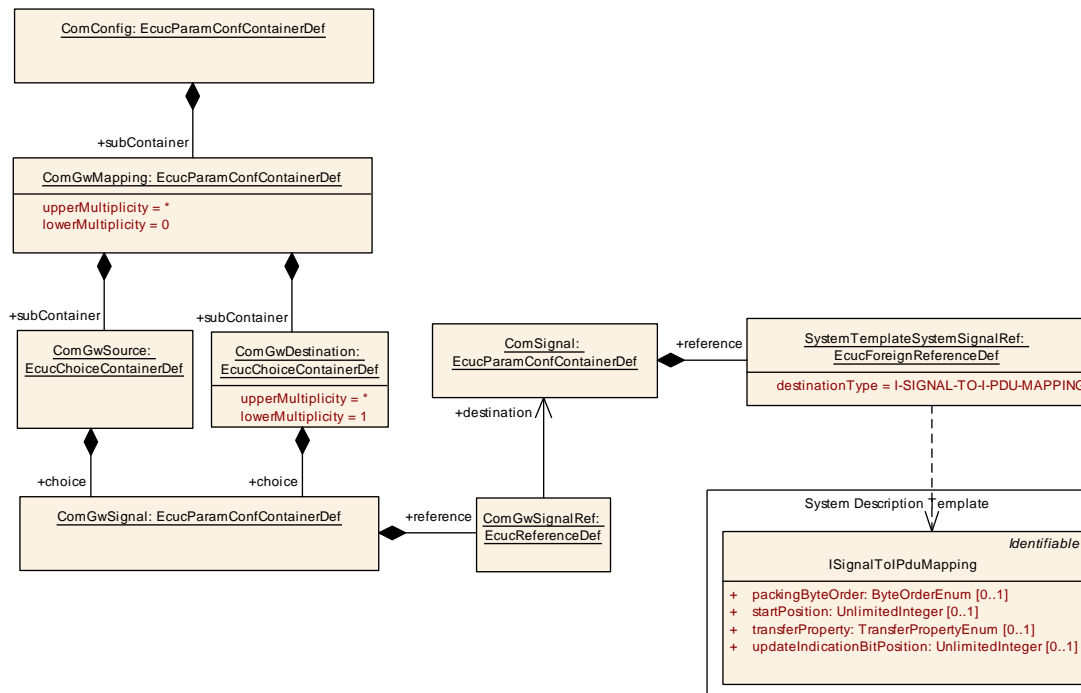 ComConfig: EcucParamConfContainerDef
+subContainer
ComGwMapping: EcucParamConfContainerDef
upperMultiplicity = *
lowerMultiplicity = 0
+subContainer
+subContainer
ComGwSource:
EcucChoiceContainerDef
ComGwDestination:
EcucChoiceContainerDef
upperMultiplicity = *
lowerMultiplicity = 1
ComSignal:
EcucParamConfContainerDef
+reference
SystemTemplateSystemSignalRef:
EcucForeignReferenceDef
destinationType = I-SIGNAL-TO-I-PDU-MAPPING
+destination
+choice
+choice
ComGwSignal: EcucParamConfContainerDef
+reference
ComGwSignalRef:
EcucReferenceDef
System Description Template
Identifiable
ISignalToIPduMapping
+ packingByteOrder: ByteOrderEnum [0..1]
+ startPosition: UnlimitedInteger [0..1]
+ transferProperty: TransferPropertyEnum [0..1]
+ updateIndicationBitPosition: UnlimitedInteger [0..1]